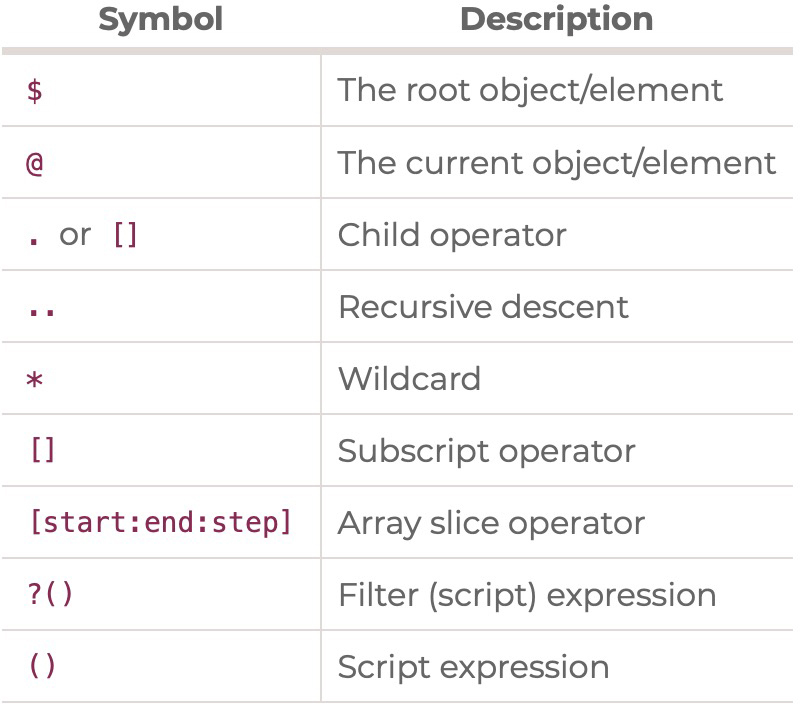 Symbol Description
$ The root object/element
@ The current object/element
. or [] Child operator
.. Recursive descent
* Wildcard
[] Subscript operator
[start:end:step] Array slice operator
?() Filter (script) expression
() Script expression